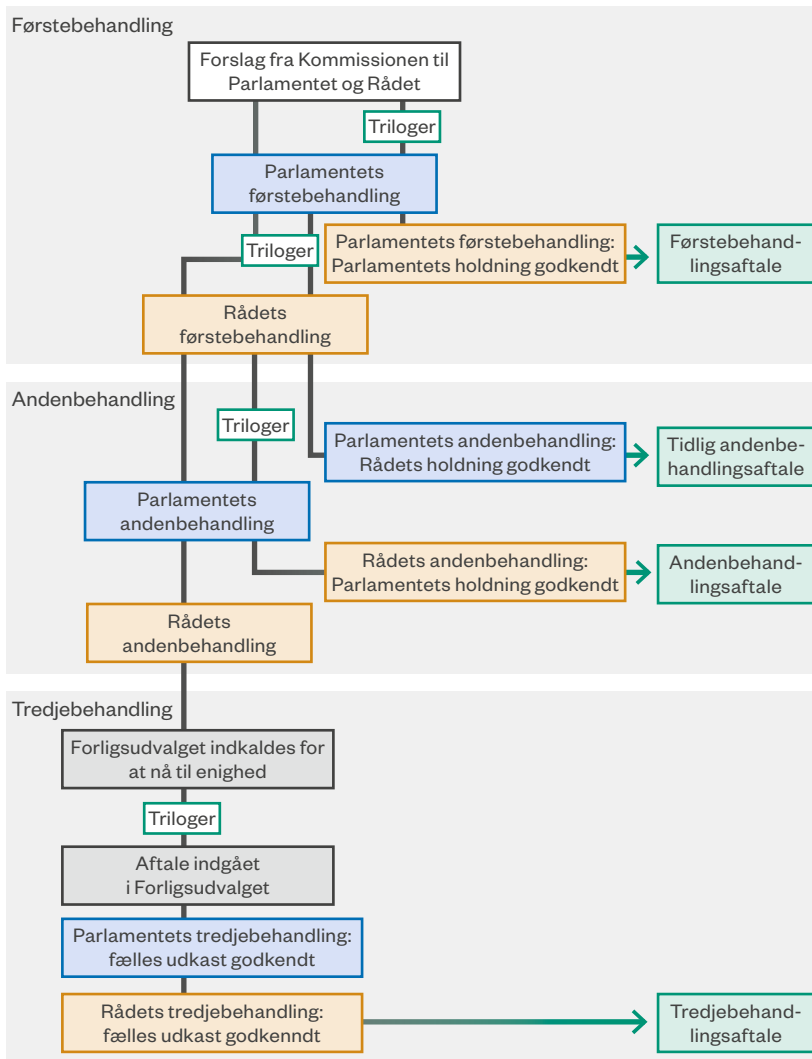 Førstebehandling
Forslag fra Kommissionen til
Parlamentet og Rådet
Triloger
Parlamentets
førstebehandling
Triloger
Parlamentets førstebehandling:
Parlamentets holdning godkendt
Førstebehand-
lingsaftale
Rådets
førstebehandling
Andenbehandling
Triloger
Parlamentets andenbehandling:
Rådets holdning godkendt
Tidlig andenbe-
handlingsaftale
Parlamentets
andenbehandling
Rådets andenbehandling:
Parlamentets holdning godkendt
Andenbehand-
lingsaftale
Rådets
andenbehandling
Tredjebehandling
Forligsudvalget indkaldes for
at nå til enighed
Triloger
Aftale indgået
i Forligsudvalget
Parlamentets tredjebehandling:
fælles udkast godkendt
Rådets tredjebehandling:
fælles udkast godkenndt
Tredjebehand-
lingsaftale